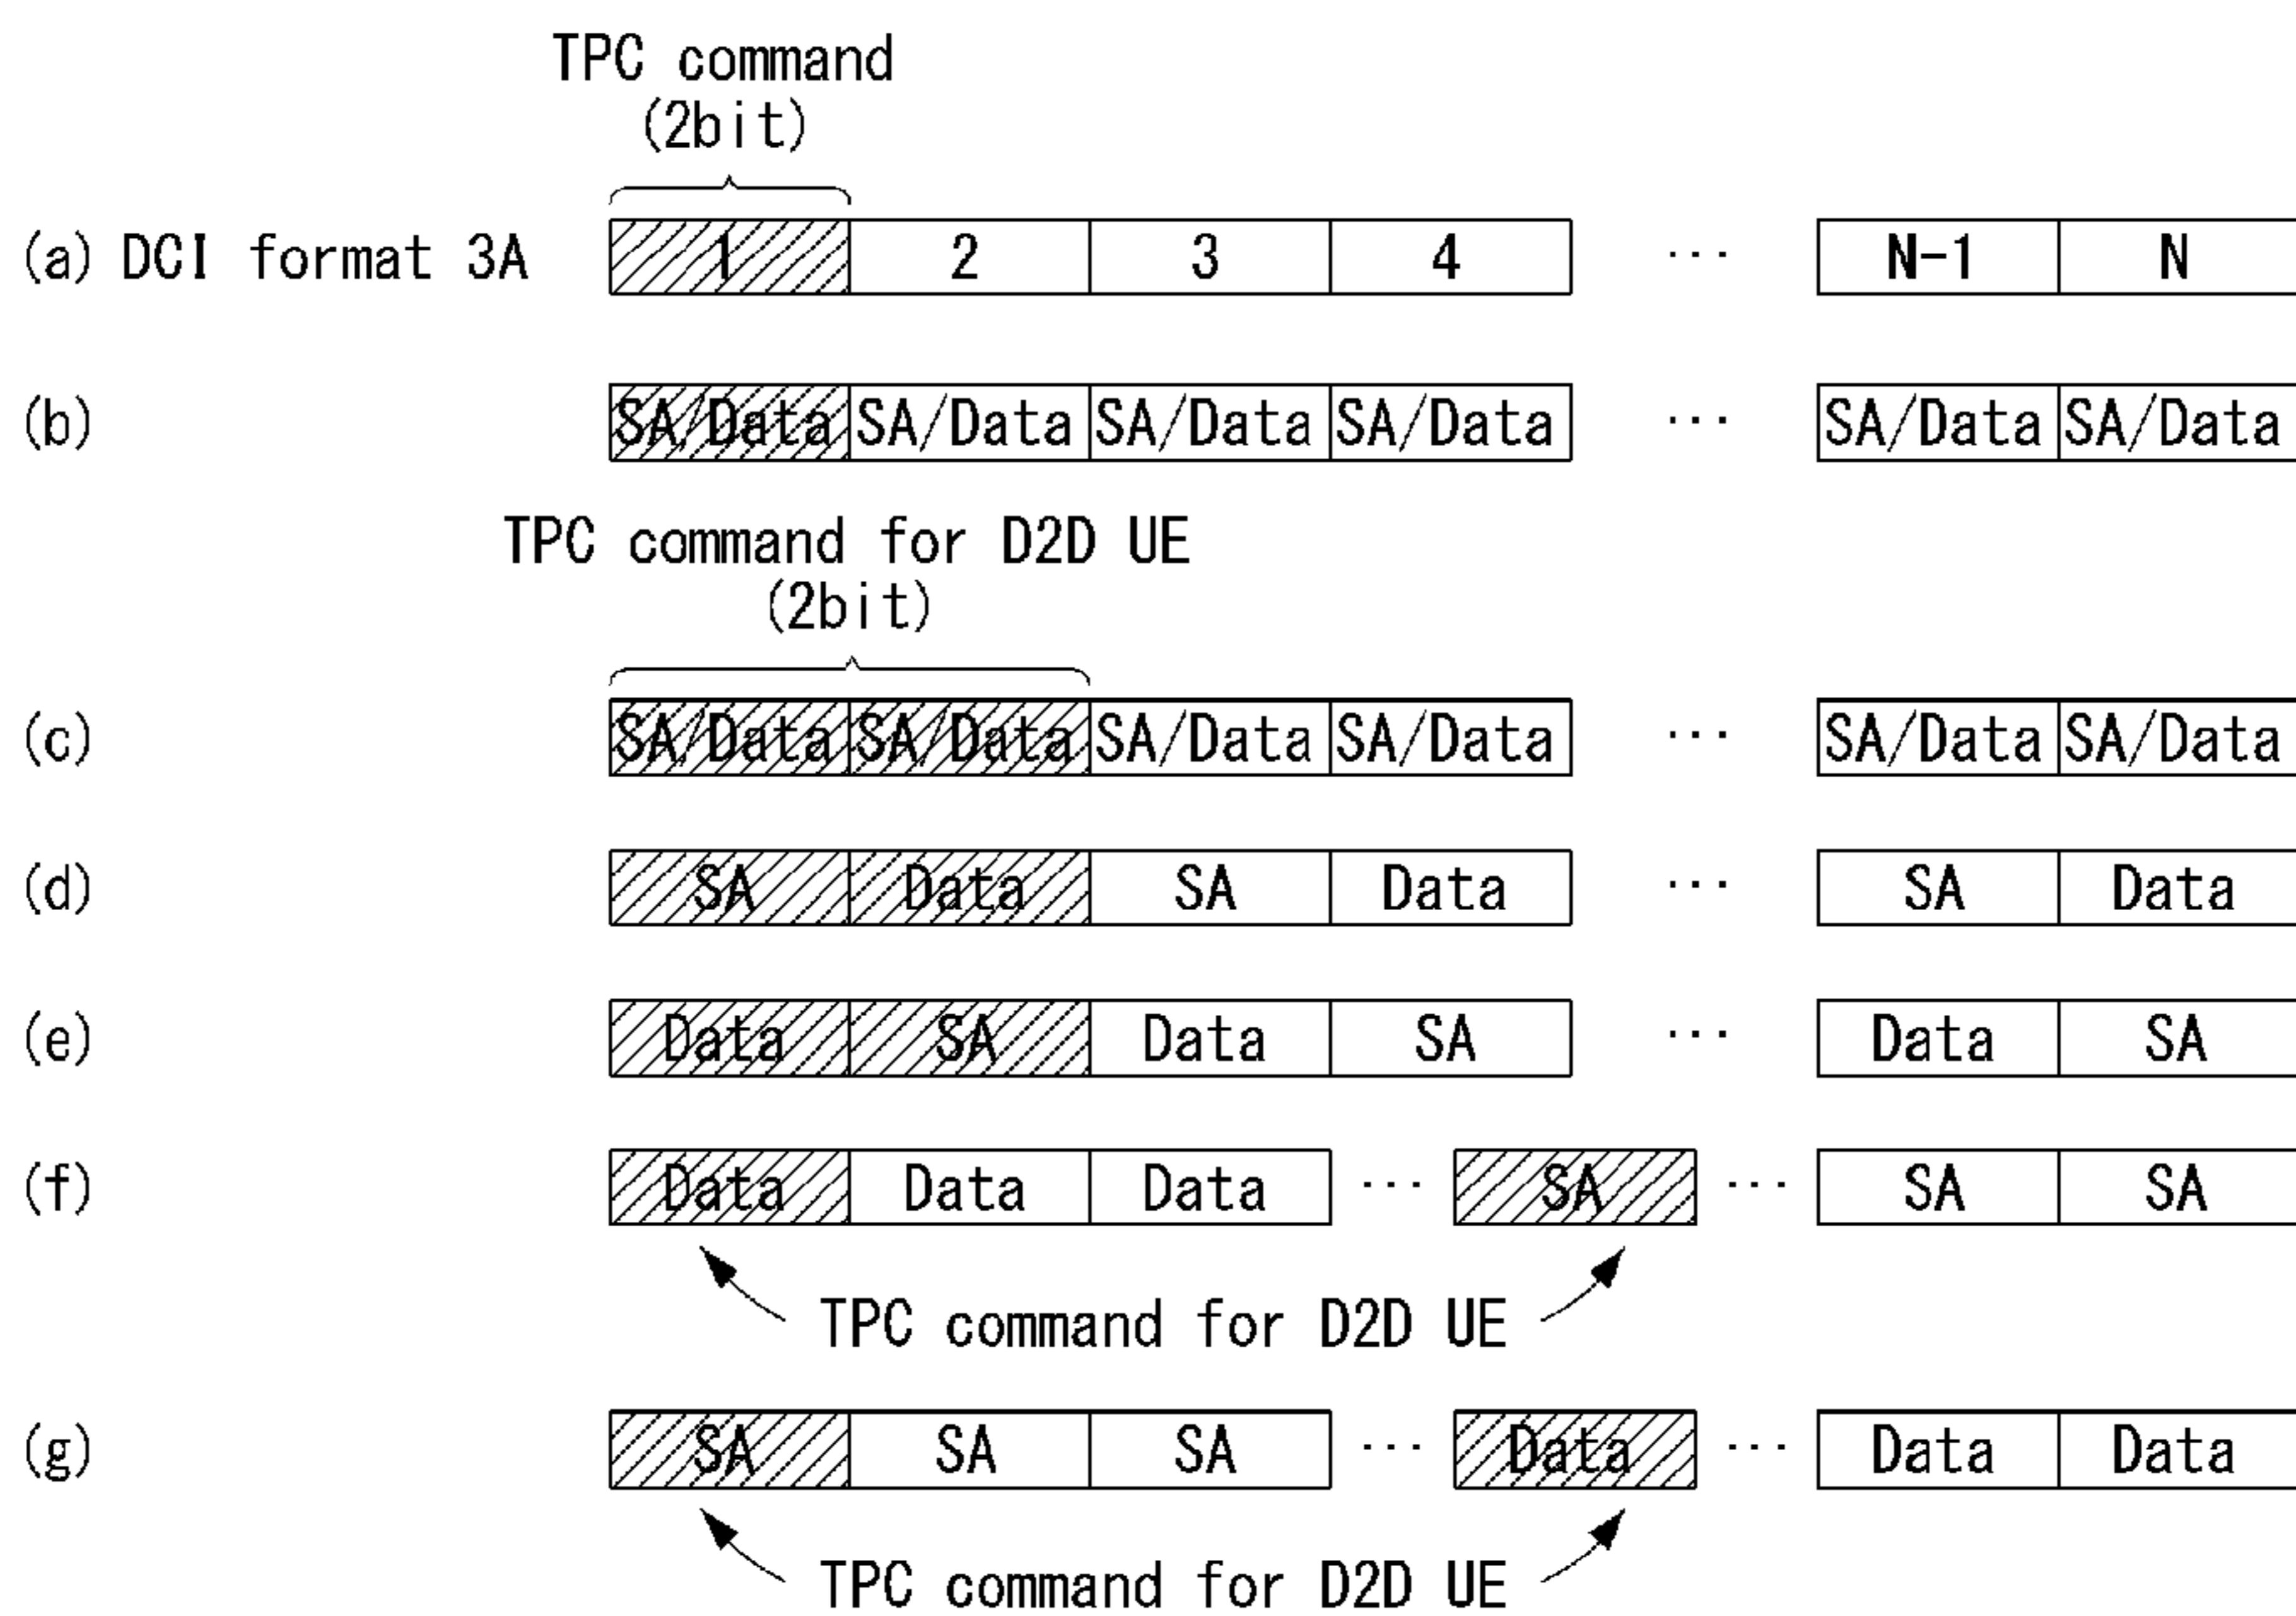 TPC command
(2bit)
(a) DCI format 3A 1 2 3 4 ... N-1 N
(b) SA/Data SA/Data SA/Data SA/Data ... SA/Data SA/Data
TPC command for D2D UE
(2bit)
(c) SA/Data SA/Data SA/Data SA/Data ... SA/Data SA/Data
(d) SA Data SA Data ... SA Data
(e) Data SA Data SA ... Data SA
(f) Data Data Data ... SA ... SA SA
TPC command for D2D UE
(g) SA SA SA ... Data ... Data Data
TPC command for D2D UE